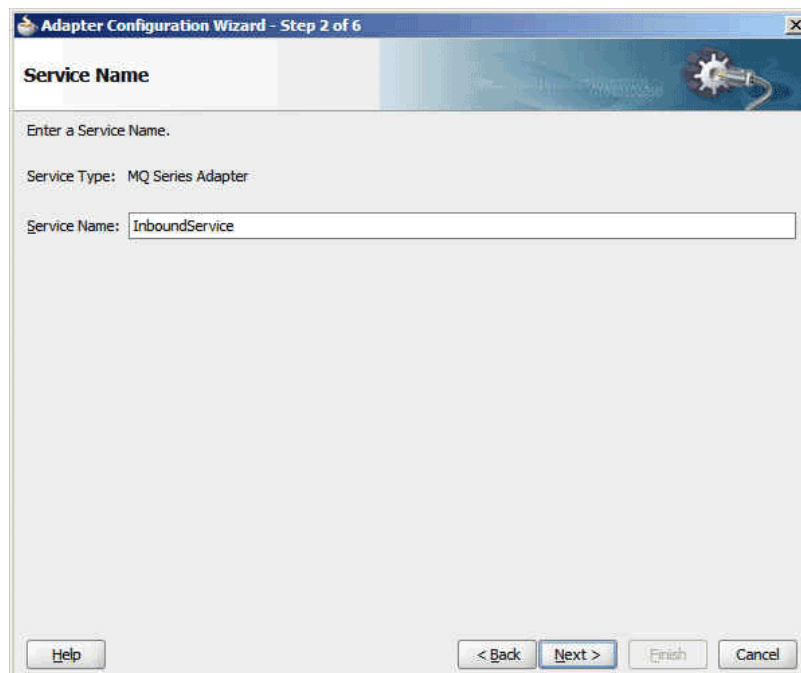 Adapter Configuration Wizard - Step 2 of 6
Service Name
Enter a Service Name.
Service Type: MQ Series Adapter
Service Name: InboundService
Help < Back Next > Finish Cancel